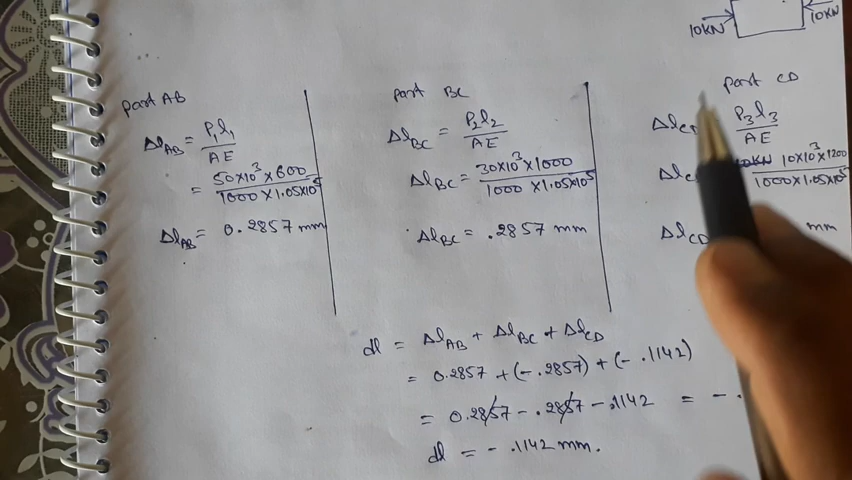 10KN 10KN
part AB
ΔlAB = P₁l₁/AE
= 50×10³×600/1000×1.05×10⁵
ΔlAB = 0.2857 mm
part BC
ΔlBC = P₂l₂/AE
ΔlBC = 30×10³×1000/1000×1.05×10⁵
ΔlBC = .2857 mm
part CD
P₃l₃/AE
10×10³×1200/1000×1.05×10⁵
ΔlCD mm
dl = ΔlAB + ΔlBC + ΔlCD
= 0.2857 + (-.2857) + (-.1142)
= 0.2857 - .2857 - .1142 = -.
dl = -.1142 mm.